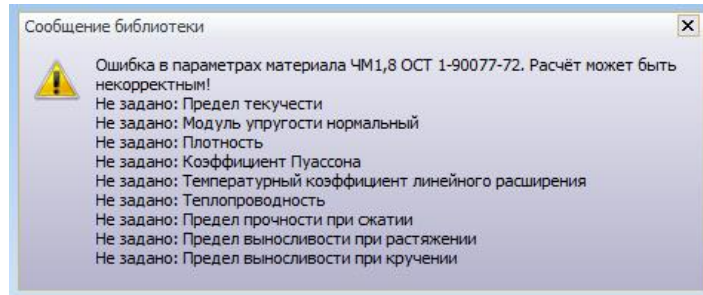 Сообщение библиотеки
Ошибка в параметрах материала ЧМ1,8 ОСТ 1-90077-72. Расчёт может быть
некорректным!
Не задано: Предел текучести
Не задано: Модуль упругости нормальный
Не задано: Плотность
Не задано: Коэффициент Пуассона
Не задано: Температурный коэффициент линейного расширения
Не задано: Теплопроводность
Не задано: Предел прочности при сжатии
Не задано: Предел выносливости при растяжении
Не задано: Предел выносливости при кручении